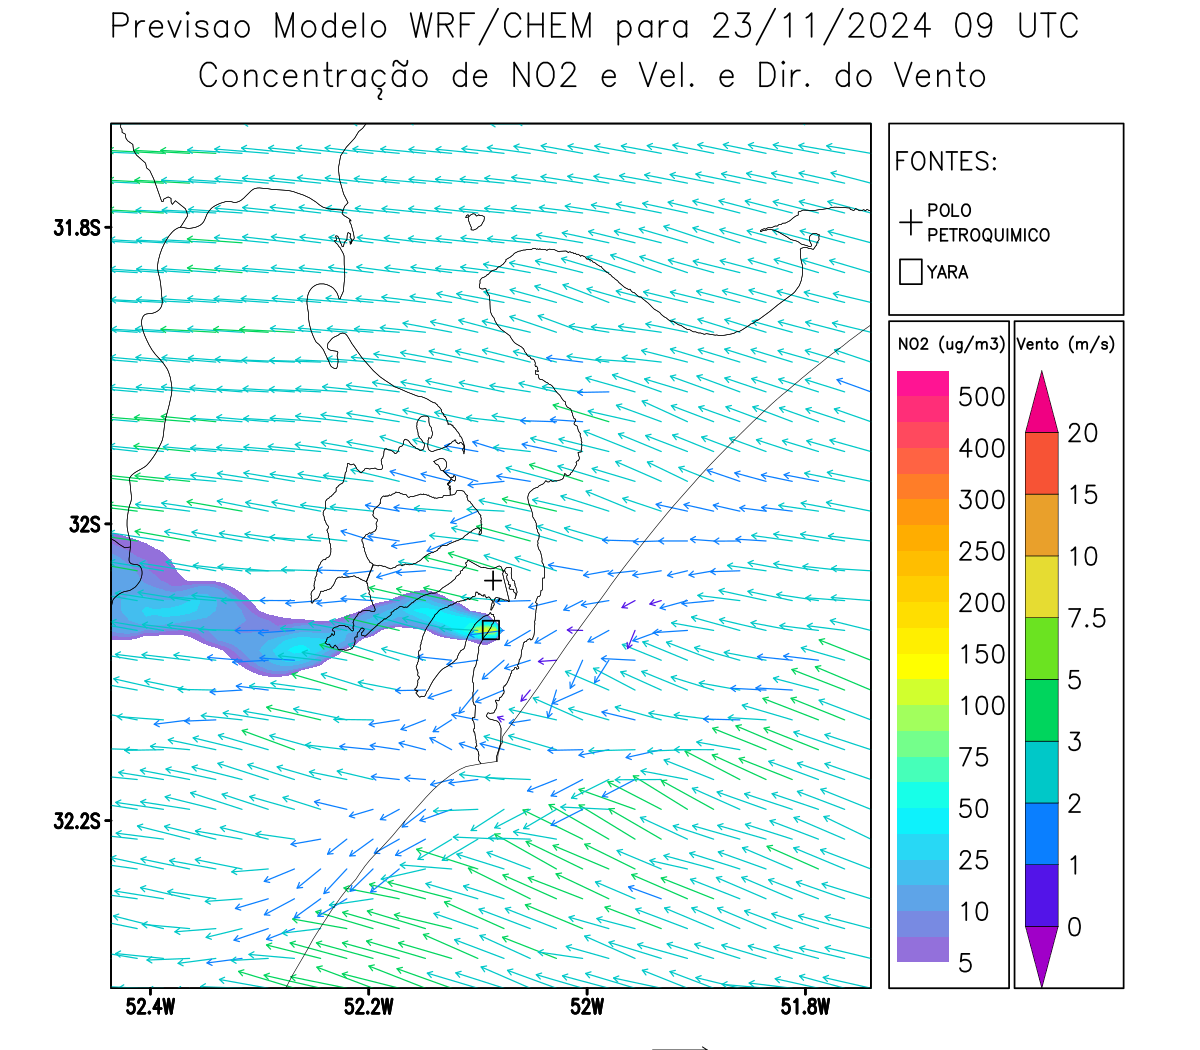 Previsao Modelo WRF/CHEM para 23/11/2024 09 UTC
Concentração de NO2 e Vel. e Dir. do Vento
FONTES:
POLO
PETROQUIMICO
YARA
31.8S
32S
32.2S
52.4W
52.2W
52W
51.8W
NO2 (ug/m3)
500
400
300
250
200
150
100
75
50
25
10
5
Vento (m/s)
20
15
10
7.5
5
3
2
1
0